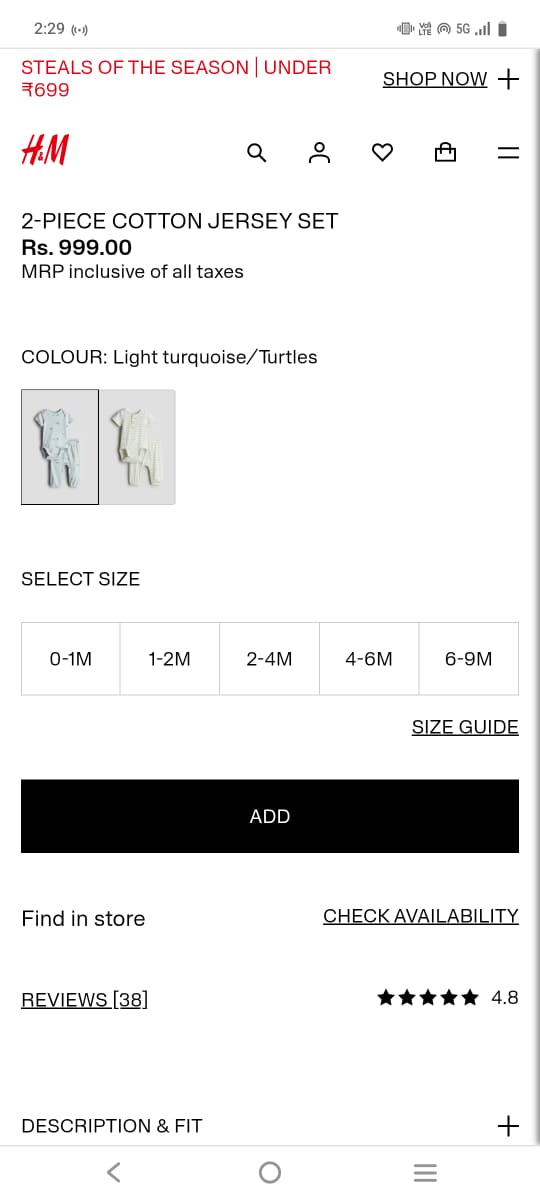 2:29
VoLTE
5G
STEALS OF THE SEASON | UNDER
₹699
SHOP NOW
H&M
2-PIECE COTTON JERSEY SET
Rs. 999.00
MRP inclusive of all taxes
COLOUR: Light turquoise/Turtles
SELECT SIZE
0-1M
1-2M
2-4M
4-6M
6-9M
SIZE GUIDE
ADD
Find in store
CHECK AVAILABILITY
REVIEWS [38]
4.8
DESCRIPTION & FIT